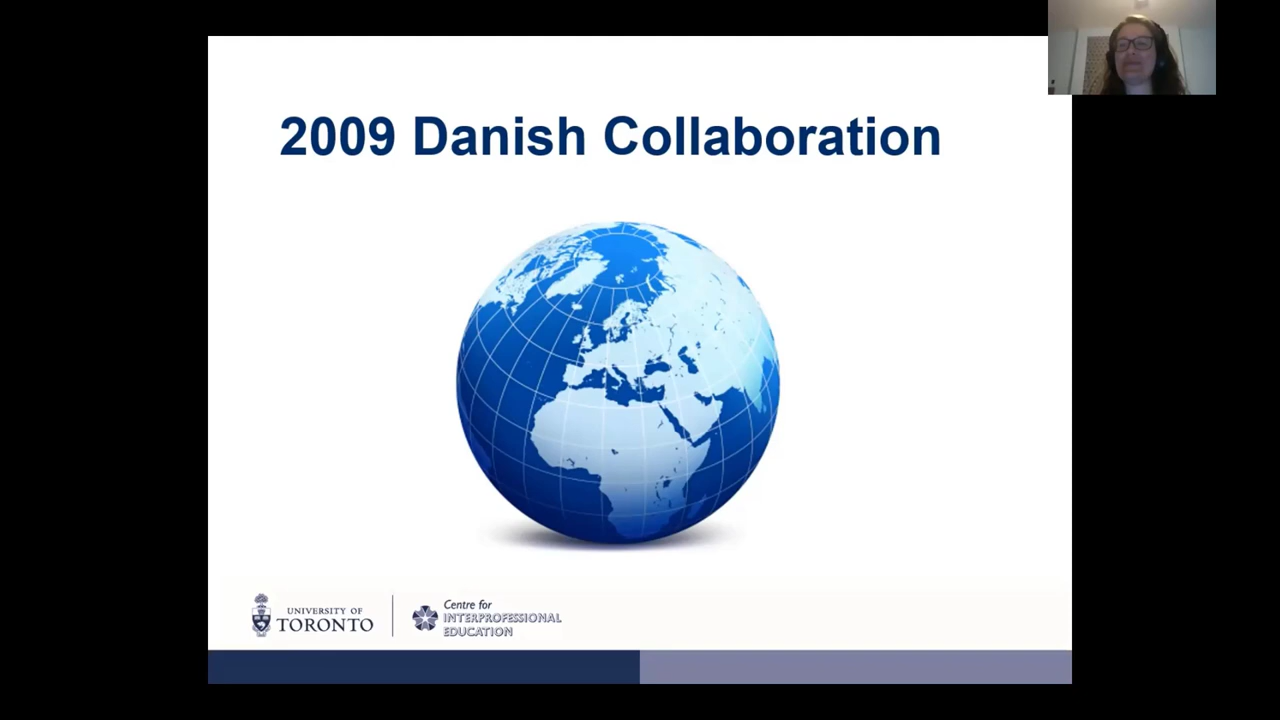 2009 Danish Collaboration
UNIVERSITY OF
TORONTO
Centre for
INTERPROFESSIONAL
EDUCATION